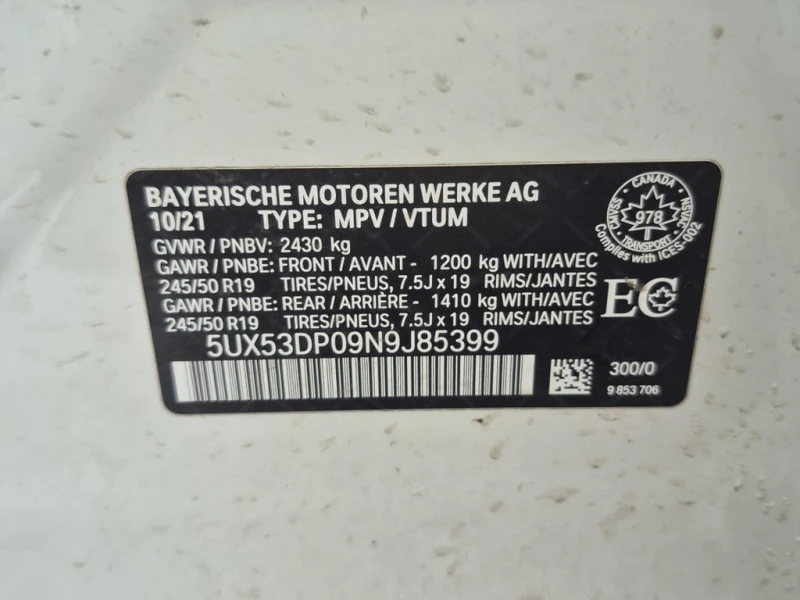 BAYERISCHE MOTOREN WERKE AG
10/21 TYPE: MPV / VTUM
GVWR / PNBV: 2430 kg
GAWR / PNBE: FRONT / AVANT - 1200 kg WITH/AVEC
245/50 R19 TIRES/PNEUS, 7.5J x 19 RIMS/JANTES
GAWR / PNBE: REAR / ARRIÈRE - 1410 kg WITH/AVEC
245/50 R19 TIRES/PNEUS, 7.5J x 19 RIMS/JANTES
5UX53DP09N9J85399
CANADA
CMVSS
NSVAC
978
TRANSPORT
Complies with ICES-002
EC
300/0
9 853 706